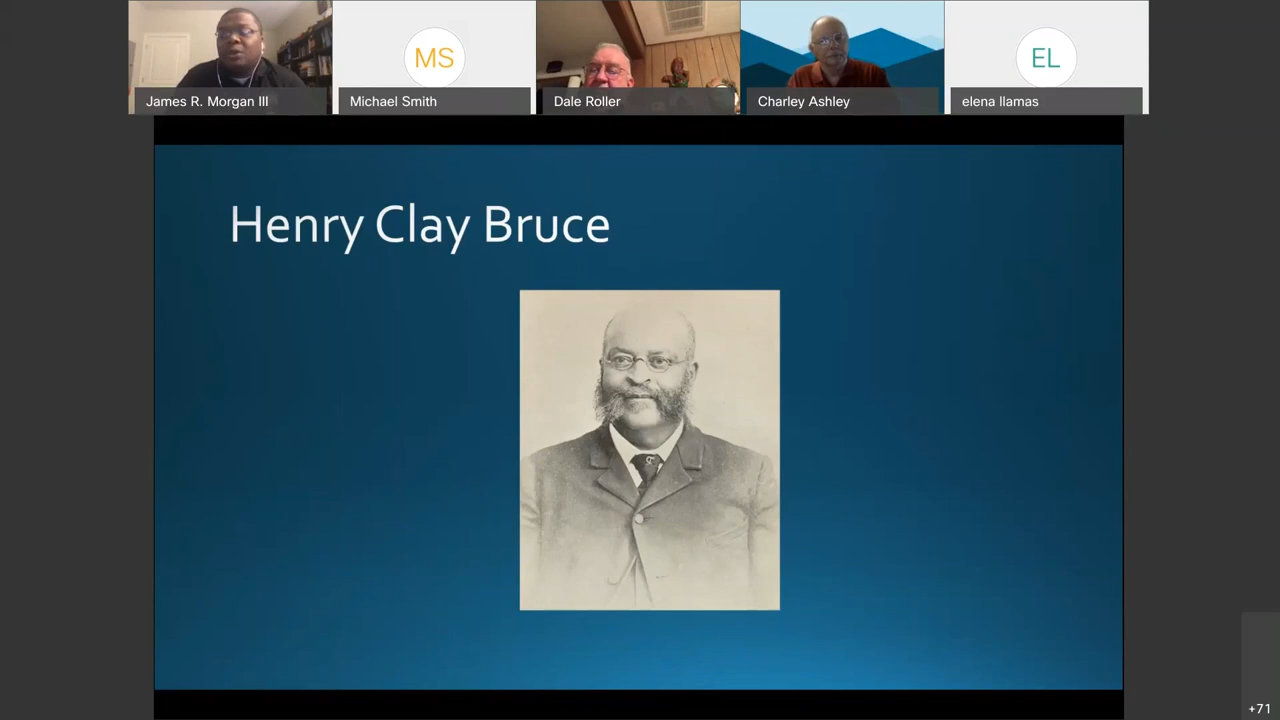 MS
EL
James R. Morgan III
Michael Smith
Dale Roller
Charley Ashley
elena llamas
Henry Clay Bruce
+71